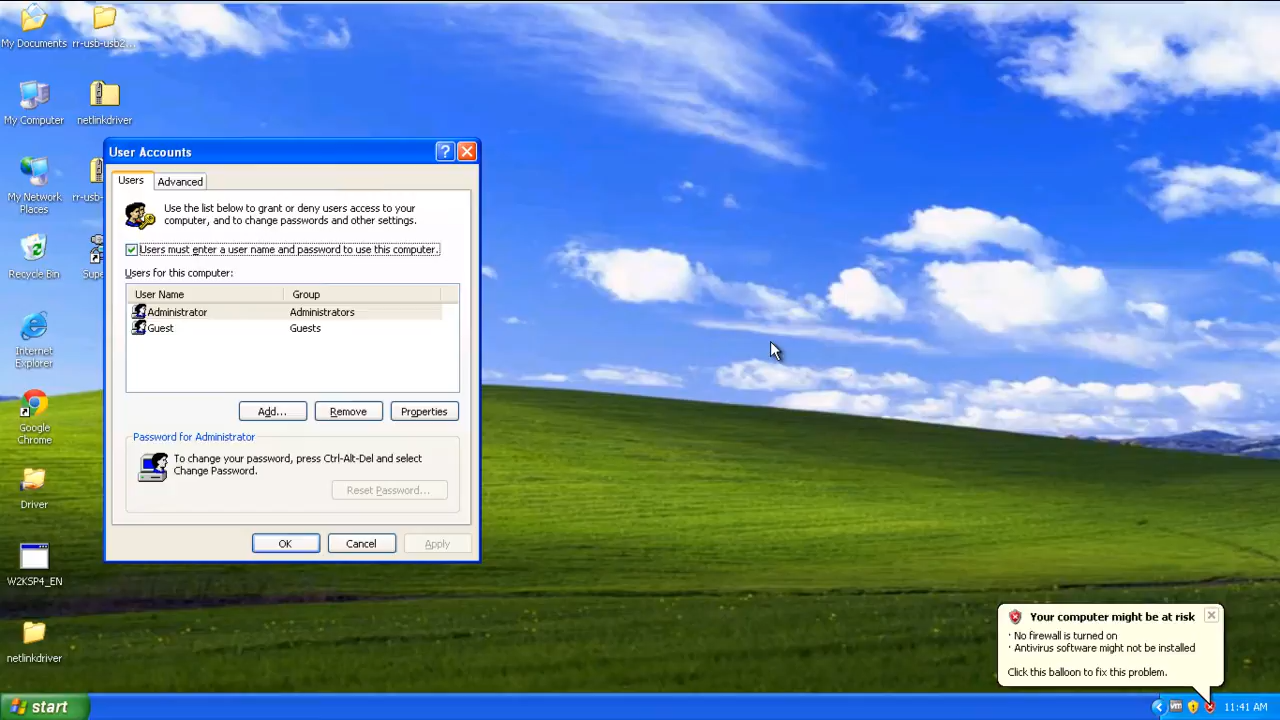 My Documents
rr-usb-usb2...
My Computer
netlinkdriver
My Network
Places
rr-usb-
Recycle Bin
Supe
Internet
Explorer
Google
Chrome
Driver
W2KSP4_EN
netlinkdriver
User Accounts
Users
Advanced
Use the list below to grant or deny users access to your
computer, and to change passwords and other settings.
Users must enter a user name and password to use this computer.
Users for this computer:
User Name Group
Administrator Administrators
Guest Guests
Add... Remove Properties
Password for Administrator
To change your password, press Ctrl-Alt-Del and select
Change Password.
Reset Password...
OK Cancel Apply
Your computer might be at risk
· No firewall is turned on
· Antivirus software might not be installed
Click this balloon to fix this problem.
start
11:41 AM